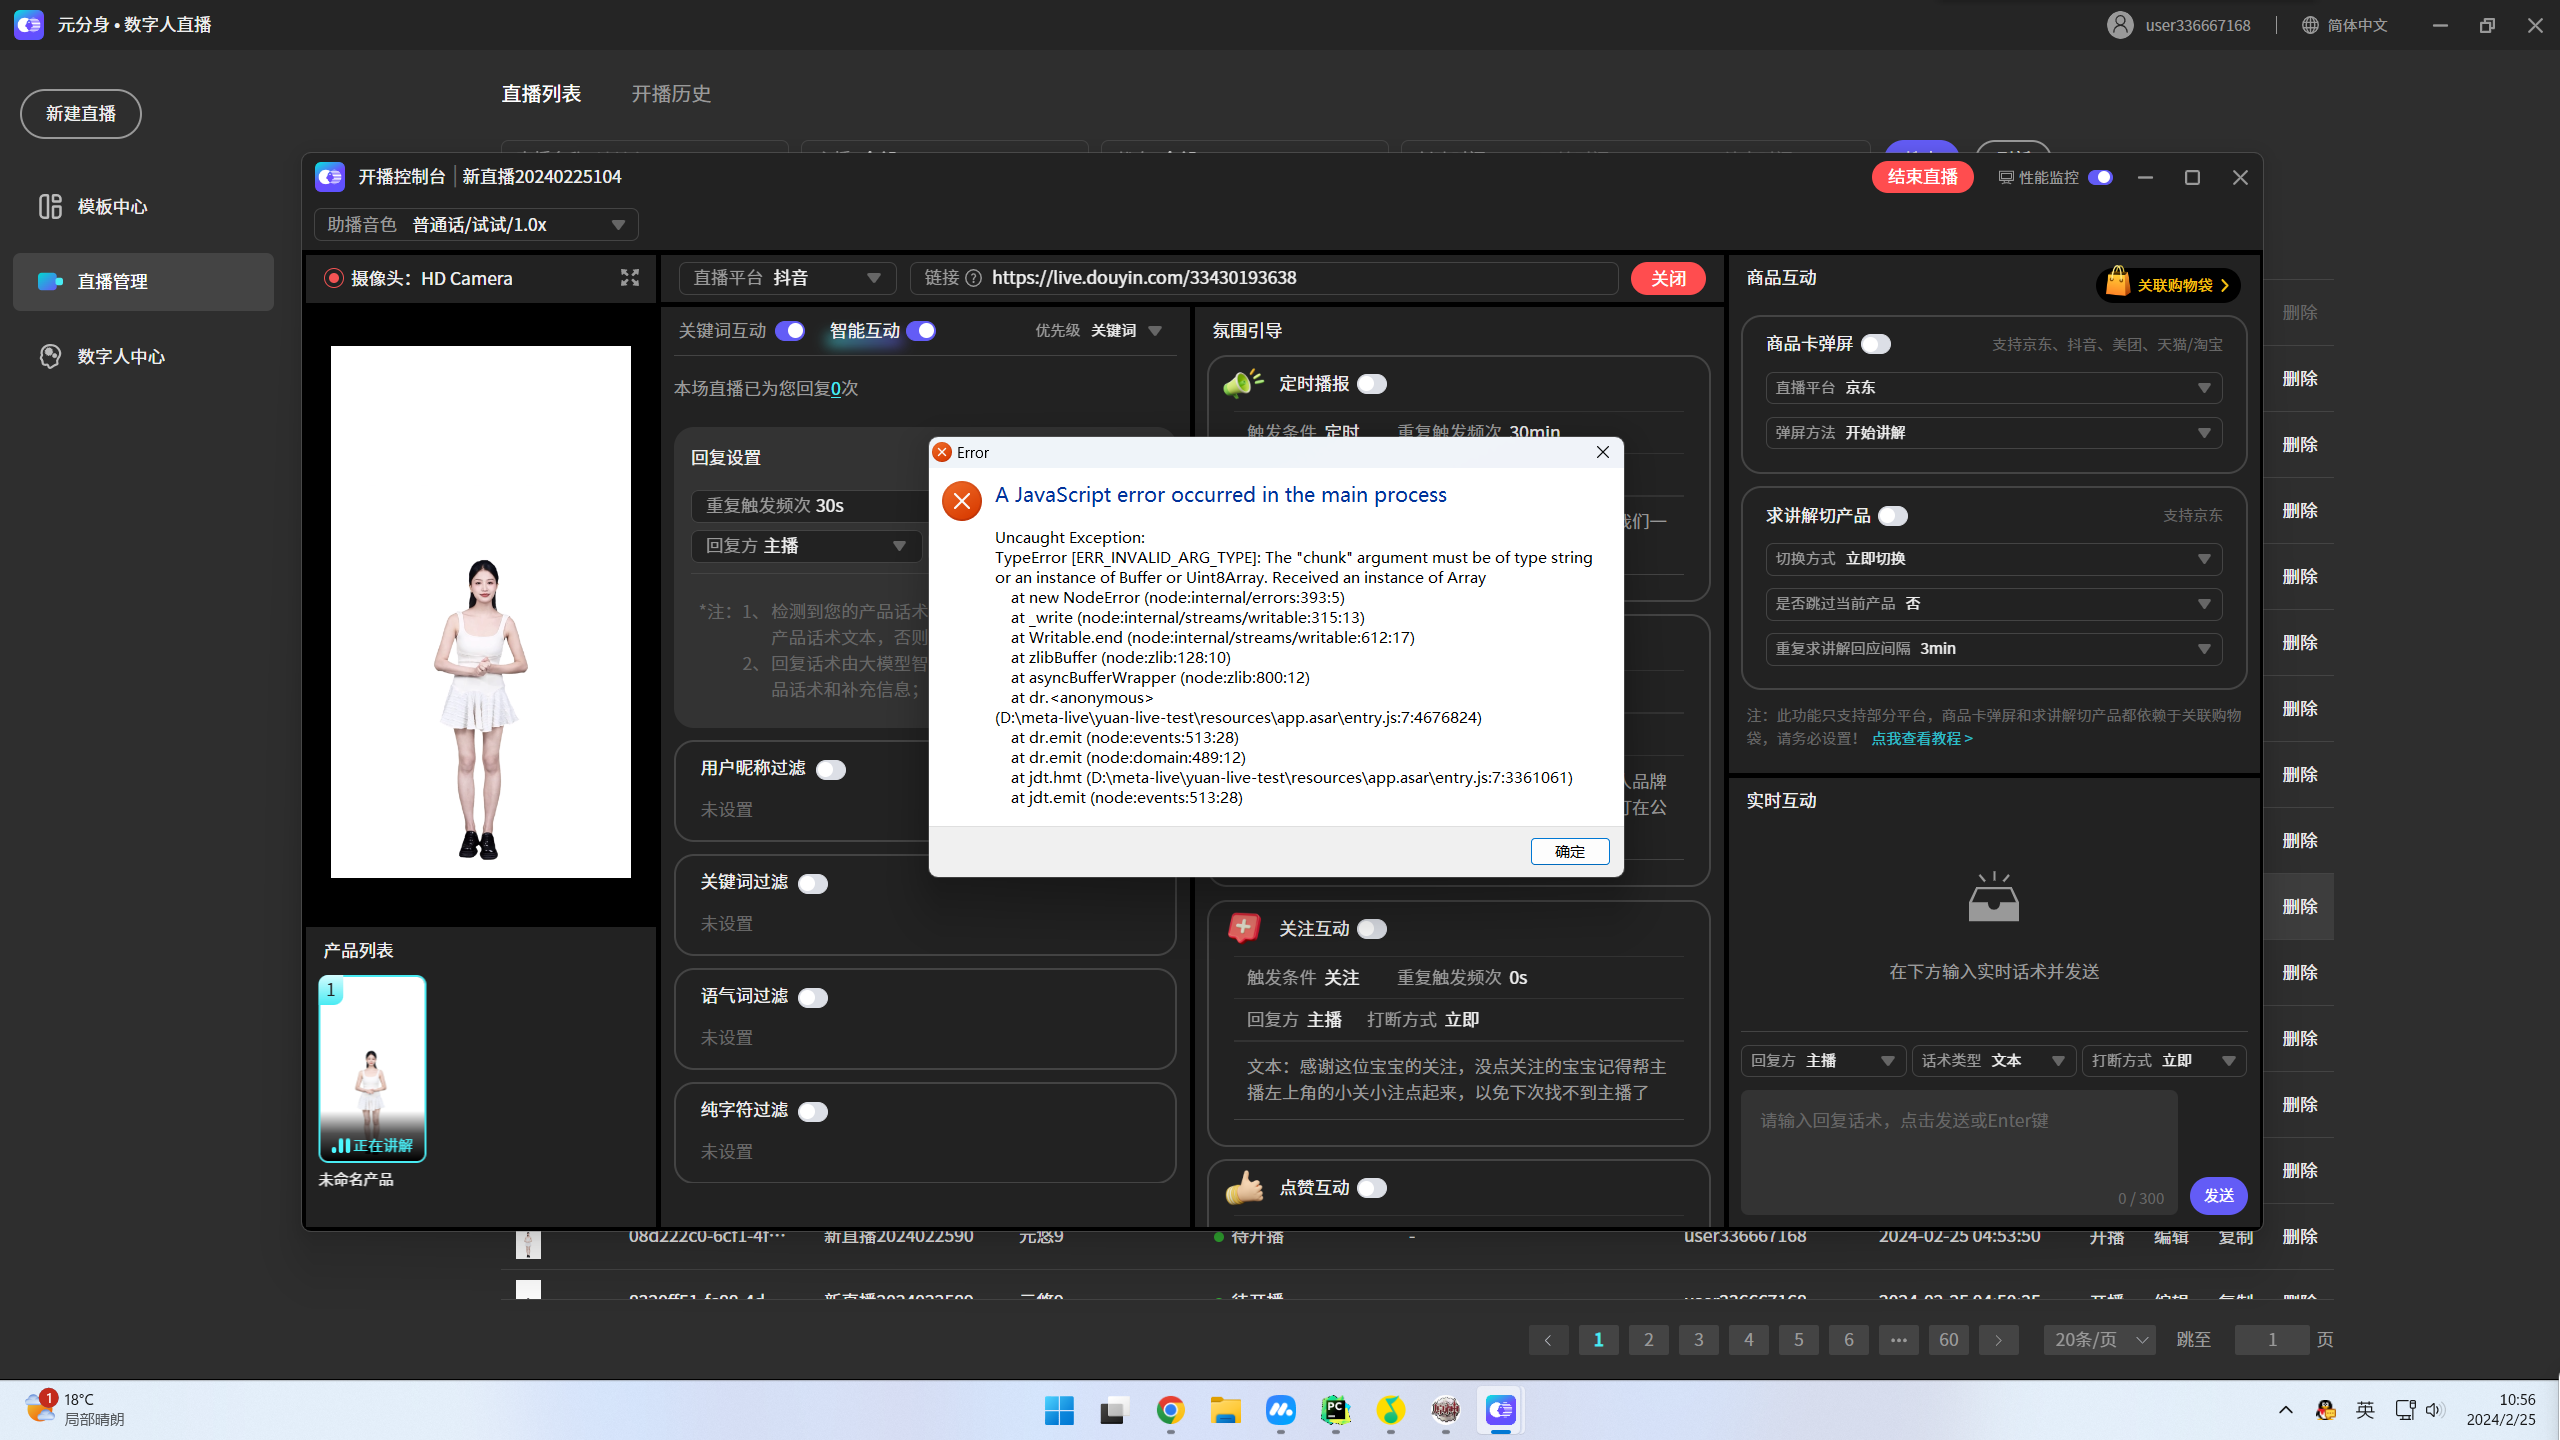 元分身 • 数字人直播
user336667168
简体中文
新建直播
模板中心
直播管理
数字人中心
直播列表
开播历史
开播控制台
新直播20240225104
结束直播
性能监控
助播音色 普通话/试试/1.0x
摄像头：HD Camera
直播平台 抖音
链接 ? https://live.douyin.com/33430193638
关闭
关键词互动
智能互动
优先级 关键词
本场直播已为您回复0次
回复设置
重复触发频次 30s
回复方 主播
*注：1、 检测到您的产品话术
产品话术文本，否则
2、 回复话术由大模型智
品话术和补充信息；
用户昵称过滤
未设置
关键词过滤
未设置
语气词过滤
未设置
纯字符过滤
未设置
产品列表
1
正在讲解
未命名产品
氛围引导
定时播报
触发条件 定时
重复触发频次 30min
我们一
人品牌
丁在公
关注互动
触发条件 关注
重复触发频次 0s
回复方 主播
打断方式 立即
文本：感谢这位宝宝的关注，没点关注的宝宝记得帮主
播左上角的小关小注点起来，以免下次找不到主播了
点赞互动
Error
A JavaScript error occurred in the main process
Uncaught Exception:
TypeError [ERR_INVALID_ARG_TYPE]: The "chunk" argument must be of type string
or an instance of Buffer or Uint8Array. Received an instance of Array
at new NodeError (node:internal/errors:393:5)
at _write (node:internal/streams/writable:315:13)
at Writable.end (node:internal/streams/writable:612:17)
at zlibBuffer (node:zlib:128:10)
at asyncBufferWrapper (node:zlib:800:12)
at dr.<anonymous>
(D:\meta-live\yuan-live-test\resources\app.asar\entry.js:7:4676824)
at dr.emit (node:events:513:28)
at dr.emit (node:domain:489:12)
at jdt.hmt (D:\meta-live\yuan-live-test\resources\app.asar\entry.js:7:3361061)
at jdt.emit (node:events:513:28)
确定
商品互动
关联购物袋
商品卡弹屏
支持京东、抖音、美团、天猫/淘宝
直播平台 京东
弹屏方法 开始讲解
求讲解切产品
支持京东
切换方式 立即切换
是否跳过当前产品 否
重复求讲解回应间隔 3min
注：此功能只支持部分平台，商品卡弹屏和求讲解切产品都依赖于关联购物
袋，请务必设置！ 点我查看教程 >
实时互动
在下方输入实时话术并发送
回复方 主播
话术类型 文本
打断方式 立即
请输入回复话术，点击发送或Enter键
0 / 300
发送
删除
删除
删除
删除
删除
删除
删除
删除
删除
删除
删除
删除
删除
删除
08d222c0-6cf1-4f··· 新直播2024022590 元悠9 待开播 - user336667168 2024-02-25 04:53:50 开播 编辑 复制 删除
1 2 3 4 5 6 ··· 60 20条/页 跳至 1 页
1
18°C
局部晴朗
PC
英
10:56
2024/2/25